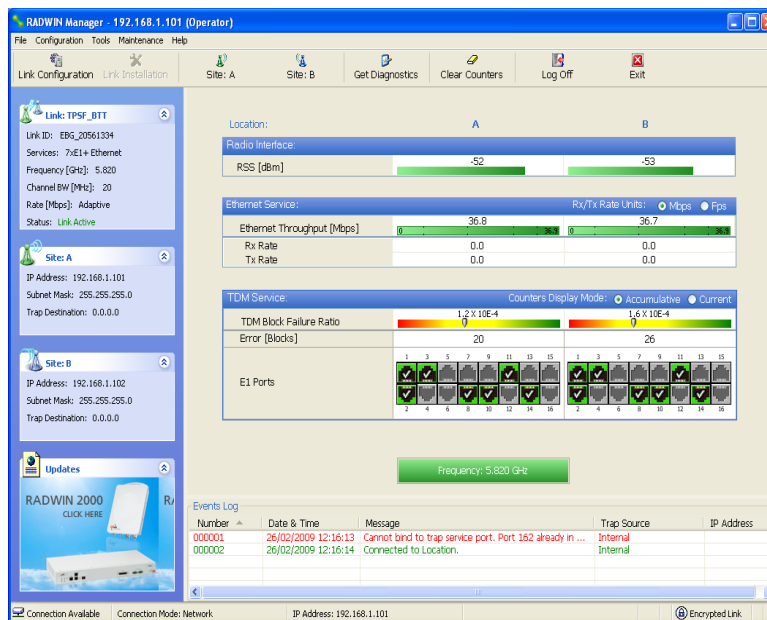 RADWIN Manager - 192.168.1.101 (Operator)
File Configuration Tools Maintenance Help
Link Configuration Link Installation Site: A Site: B Get Diagnostics Clear Counters Log Off Exit
Link: TPSF_BTT
Link ID: EBG_20561334
Services: 7xE1+ Ethernet
Frequency [GHz]: 5.820
Channel BW [MHz]: 20
Rate [Mbps]: Adaptive
Status: Link Active
Site: A
IP Address: 192.168.1.101
Subnet Mask: 255.255.255.0
Trap Destination: 0.0.0.0
Site: B
IP Address: 192.168.1.102
Subnet Mask: 255.255.255.0
Trap Destination: 0.0.0.0
Updates
RADWIN 2000 RA
CLICK HERE
Location: A B
Radio Interface:
RSS [dBm] -52 -53
Ethernet Service: Rx/Tx Rate Units: Mbps Fps
Ethernet Throughput [Mbps] 36.8 36.7
0 36.9 0 36.9
Rx Rate 0.0 0.0
Tx Rate 0.0 0.0
TDM Service: Counters Display Mode: Accumulative Current
TDM Block Failure Ratio 1.2 X 10E-4 1.6 X 10E-4
Error [Blocks] 20 26
1 3 5 7 9 11 13 15 1 3 5 7 9 11 13 15
E1 Ports
2 4 6 8 10 12 14 16 2 4 6 8 10 12 14 16
Frequency: 5.820 GHz
Events Log
Number Date & Time Message Trap Source IP Address
000001 26/02/2009 12:16:13 Cannot bind to trap service port. Port 162 already in ... Internal
000002 26/02/2009 12:16:14 Connected to Location. Internal
Connection Available Connection Mode: Network IP Address: 192.168.1.101 Encrypted Link